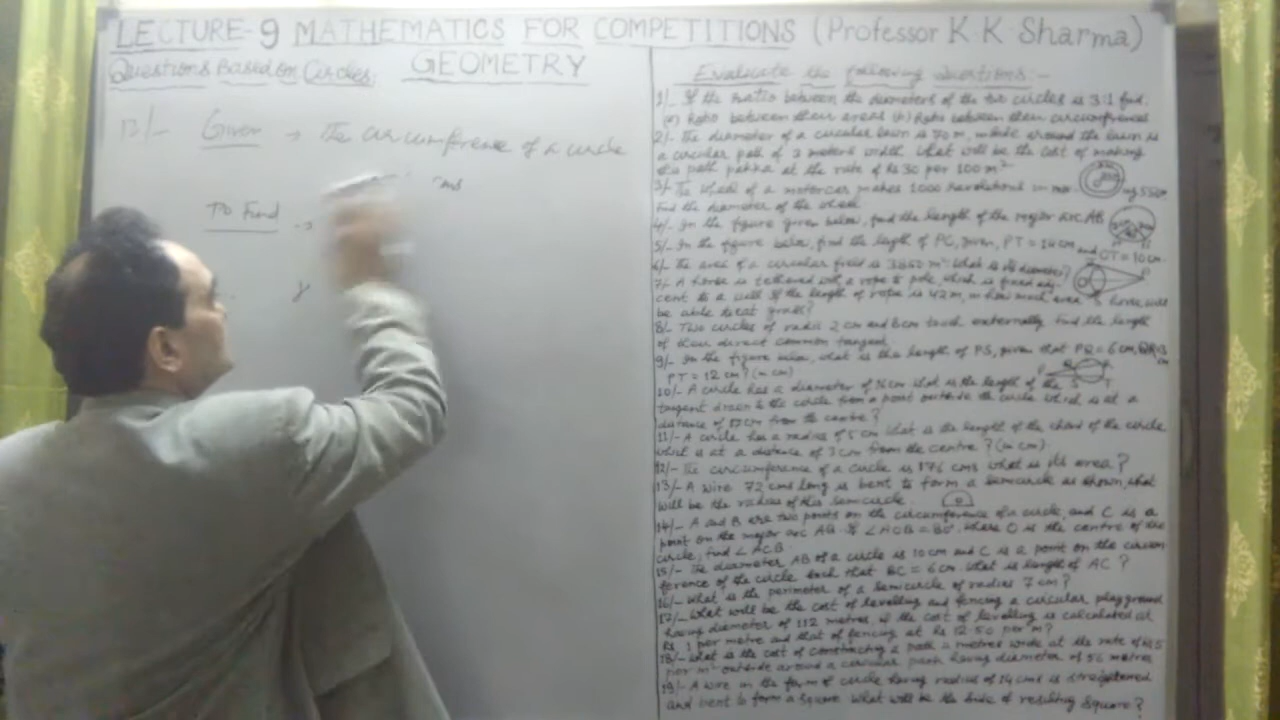 LECTURE-9 MATHEMATICS FOR COMPETITIONS (Professor K.K. Sharma)
Questions Based on Circles: GEOMETRY
12/- Given → The circumference of a circle
cms
To Find →
Evaluate the following Questions:-
1/- If the ratio between the diameters of the two circles is 3:1 find.
(a) Ratio between their areas (b) Ratio between their circumferences
2/- The diameter of a circular lawn is 70 m, around the lawn is
a circular path of 3 meters width what will be the cost of making
this path pakka at the rate of Rs 30 per 100 m²
3/- The wheel of a motorcar makes 1000 revolutions in
Find the diameter of the wheel
4/- In the figure given below, find the length of the major arc AB
5/- In the figure below, find the length of PC, given, PT = 14 cm and OT = 10 cm.
6/- The area of a circular field is 3850 m² what is its diameter?
7/- A horse is tethered with a rope to pole, which is fixed adj-
cent to a wall if the length of rope is 42 m, in how much area horse will
be able to eat grass?
8/- Two circles of radii 2 cm and 8 cm touch externally find the length
of their direct common tangent
9/- In the figure below, what is the length of PS, given that PQ = 6 cm,
PT = 12 cm? (in cm)
10/- A circle has a diameter of 16 cm what is the length of the
tangent drawn to the circle from a point outside the circle which is at a
distance of cm from the centre?
11/- A circle has a radius of 5 cm what is the length of the chord of the circle
which is at a distance of 3 cm from the centre? (in cm)
12/- The circumference of a circle is 176 cms what is its area?
13/- A wire 72 cms long is bent to form a semicircle as shown, what
will be the radius of this semicircle.
14/- A and B are two points on the circumference of a circle, and C is a
point on the major arc AB if ∠AOB = 80°. where O is the centre of the
circle, find ∠ACB.
15/- The diameter AB of a circle is 10 cm and C is a point on the circum
ference of the circle such that BC = 6 cm. what is length of AC?
16/- What is the perimeter of a semicircle of radius 7 cm?
17/- What will be the cost of levelling and fencing a circular playground
having diameter of 112 metres, if the cost of levelling is calculated at
Rs. 1 per metre and that of fencing at Rs 12.50 per m?
18/- What is the cost of constructing a path metres wide at the rate of Rs 5
per m² outside around a circular park having diameter of 56 metres
19/- A wire in the form of circle having radius of 14 cms is straightened
and bent to form a square what will be the side of resulting square?